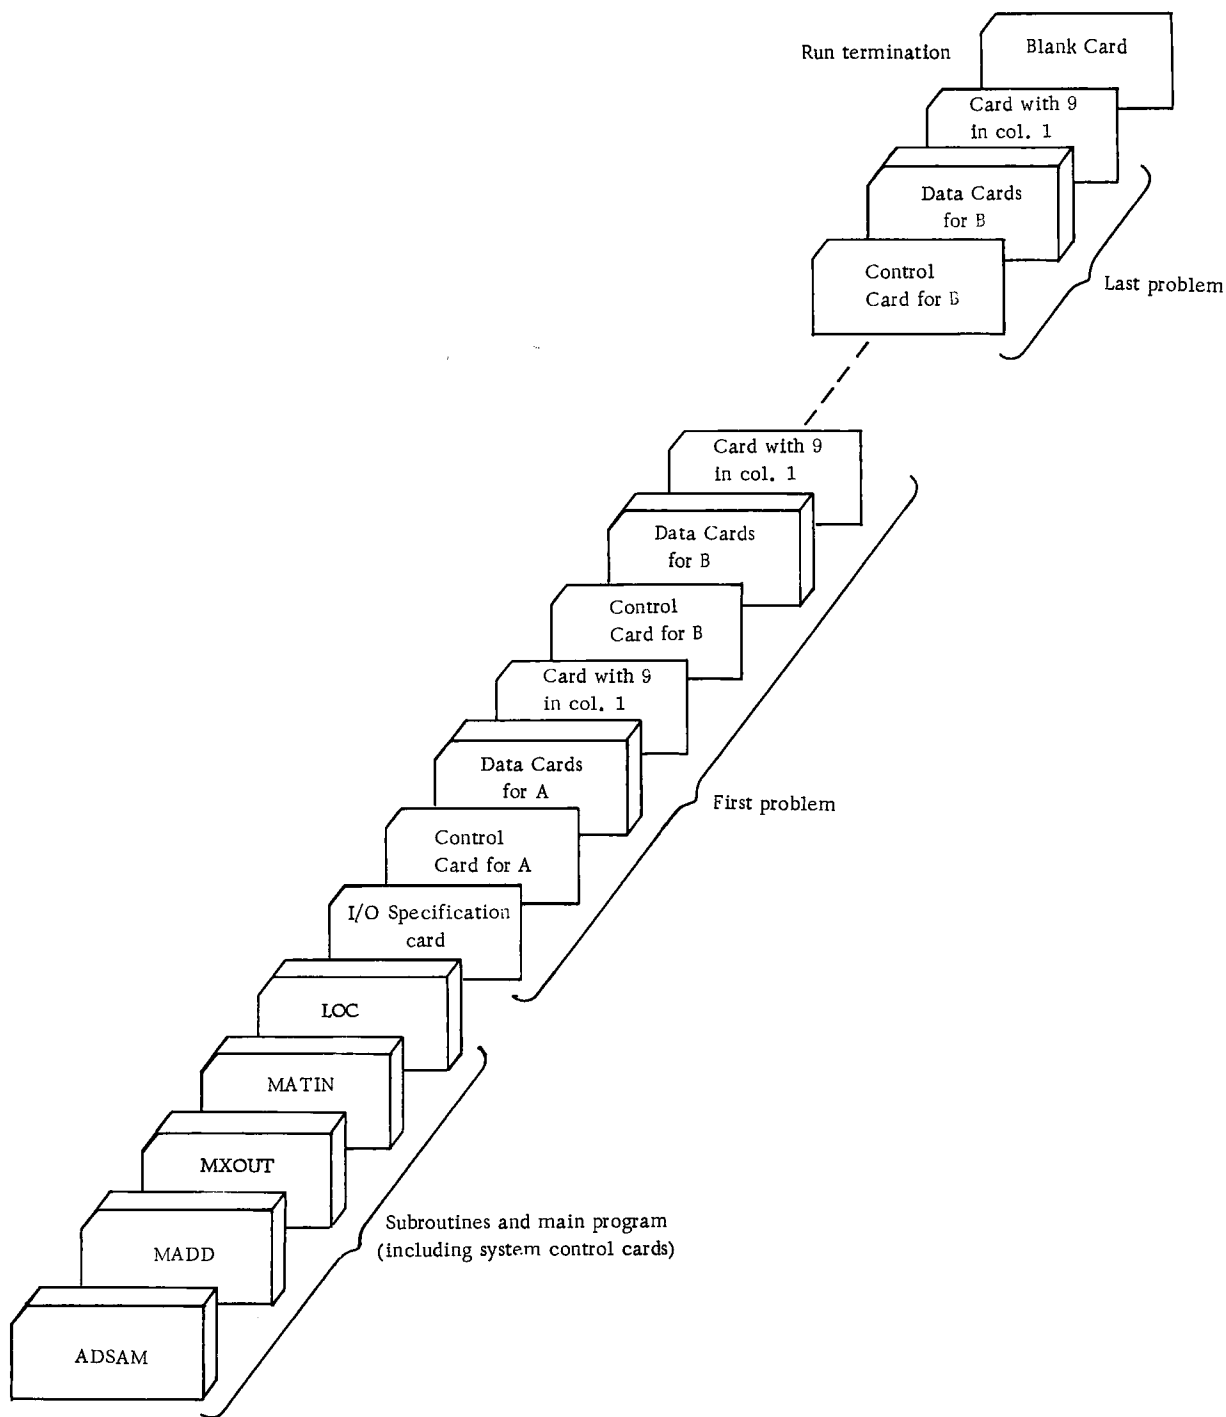 Run termination
Blank Card
Card with 9
in col. 1
Data Cards
for B
Control
Card for B
Last problem
Card with 9
in col. 1
Data Cards
for B
Control
Card for B
Card with 9
in col. 1
Data Cards
for A
First problem
Control
Card for A
I/O Specification
card
LOC
MATIN
MXOUT
Subroutines and main program
(including system control cards)
MADD
ADSAM